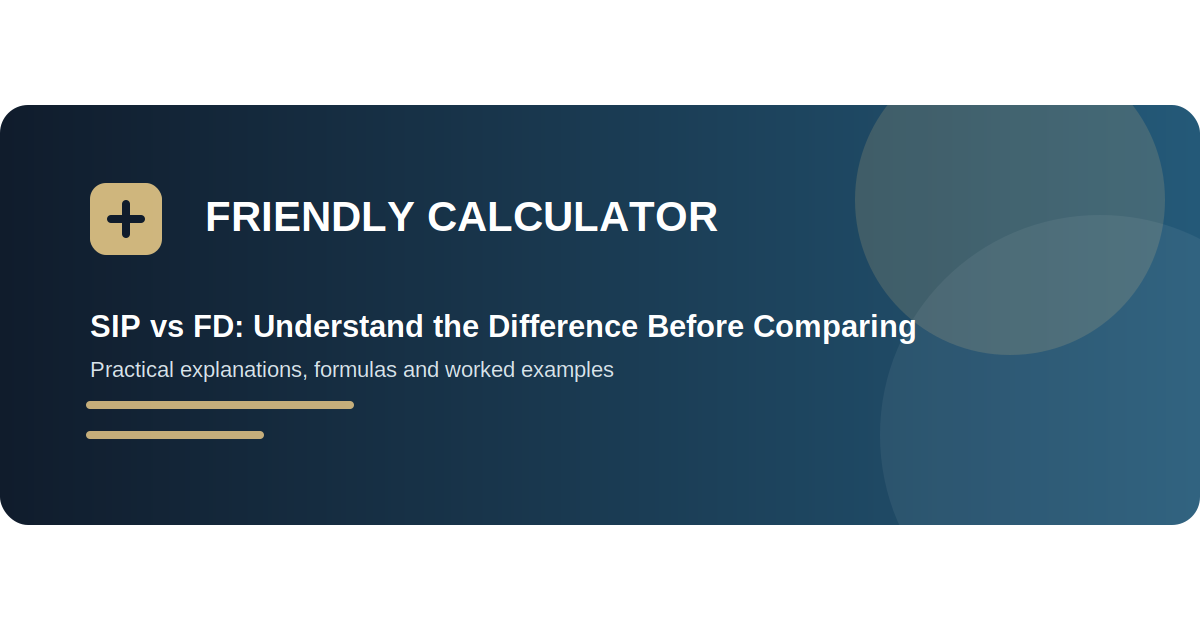 FRIENDLY CALCULATOR
SIP vs FD: Understand the Difference Before Comparing
Practical explanations, formulas and worked examples